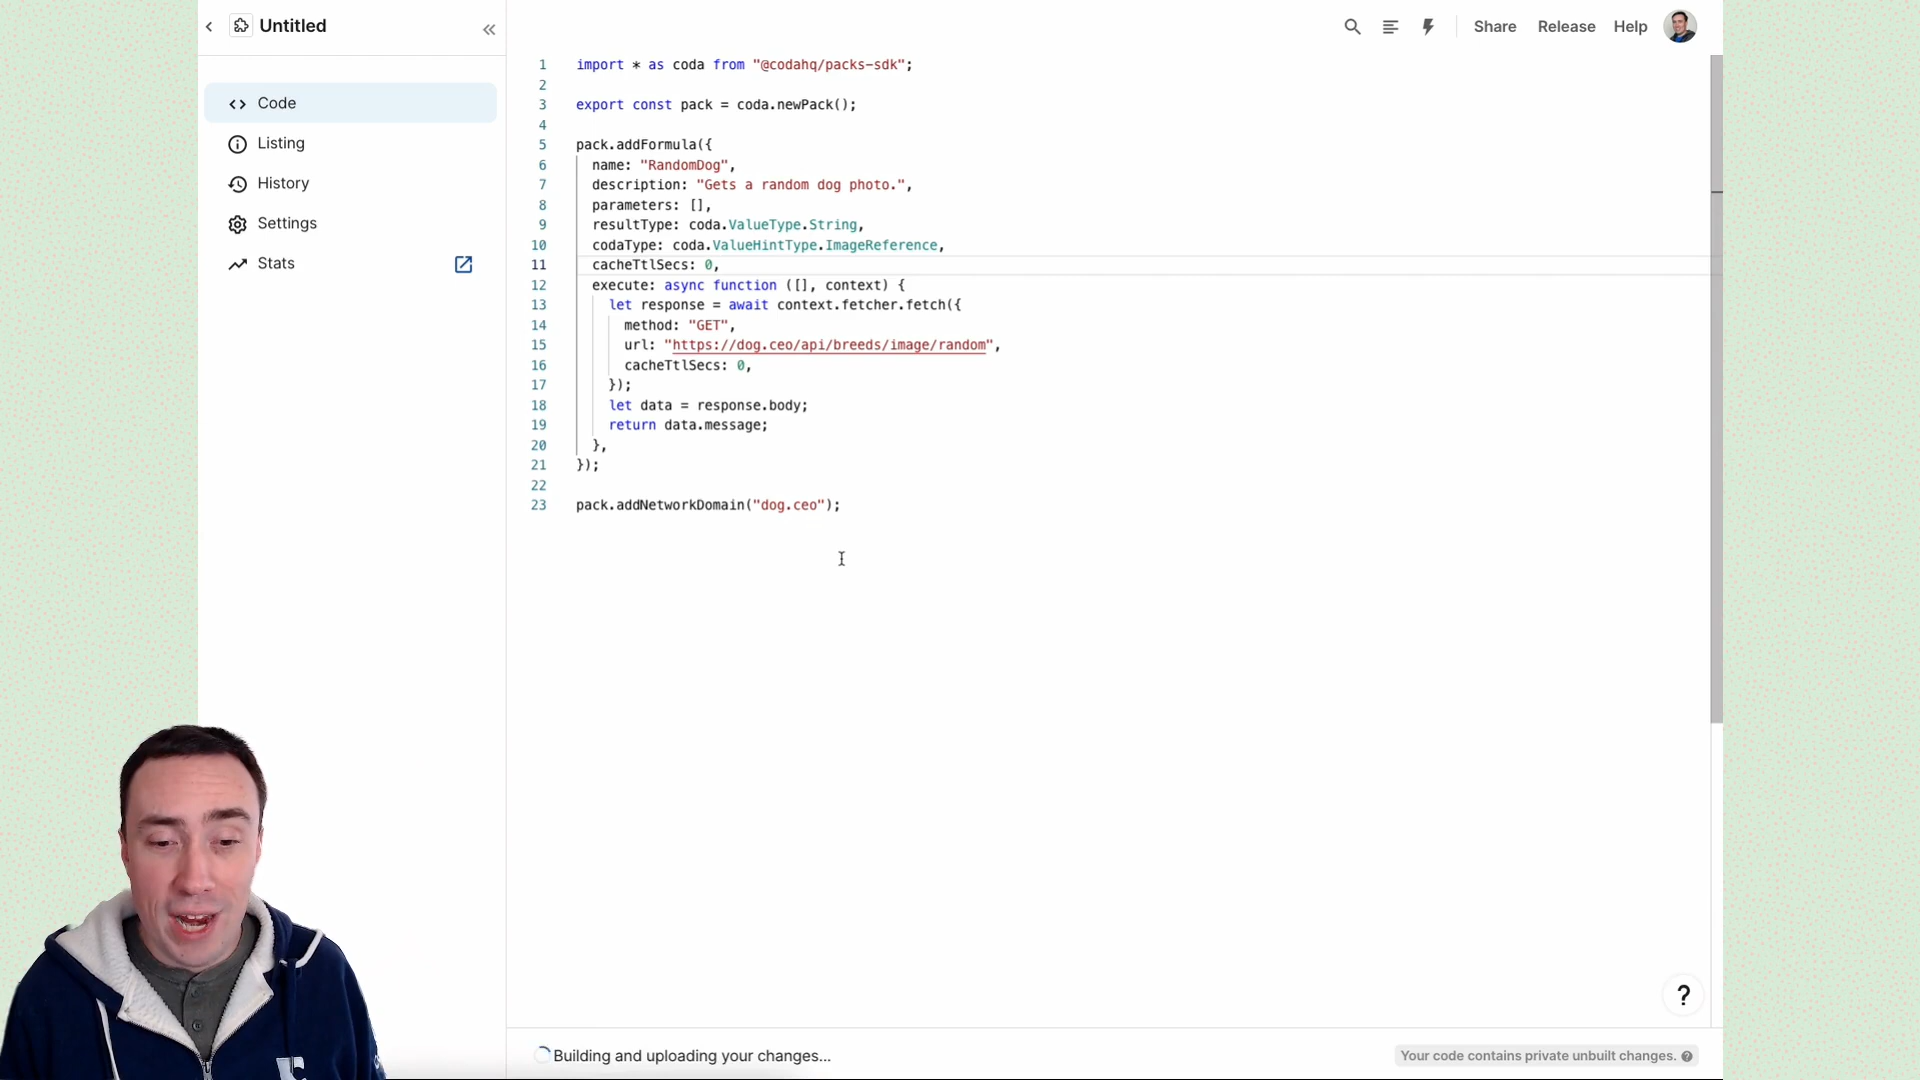 Untitled
Share
Release
Help
Code
Listing
History
Settings
Stats
1 import * as coda from "@codahq/packs-sdk";
2
3 export const pack = coda.newPack();
4
5 pack.addFormula({
6 name: "RandomDog",
7 description: "Gets a random dog photo.",
8 parameters: [],
9 resultType: coda.ValueType.String,
10 codaType: coda.ValueHintType.ImageReference,
11 cacheTtlSecs: 0,
12 execute: async function ([], context) {
13 let response = await context.fetcher.fetch({
14 method: "GET",
15 url: "https://dog.ceo/api/breeds/image/random",
16 cacheTtlSecs: 0,
17 });
18 let data = response.body;
19 return data.message;
20 },
21 });
22
23 pack.addNetworkDomain("dog.ceo");
?
Building and uploading your changes...
Your code contains private unbuilt changes. ?